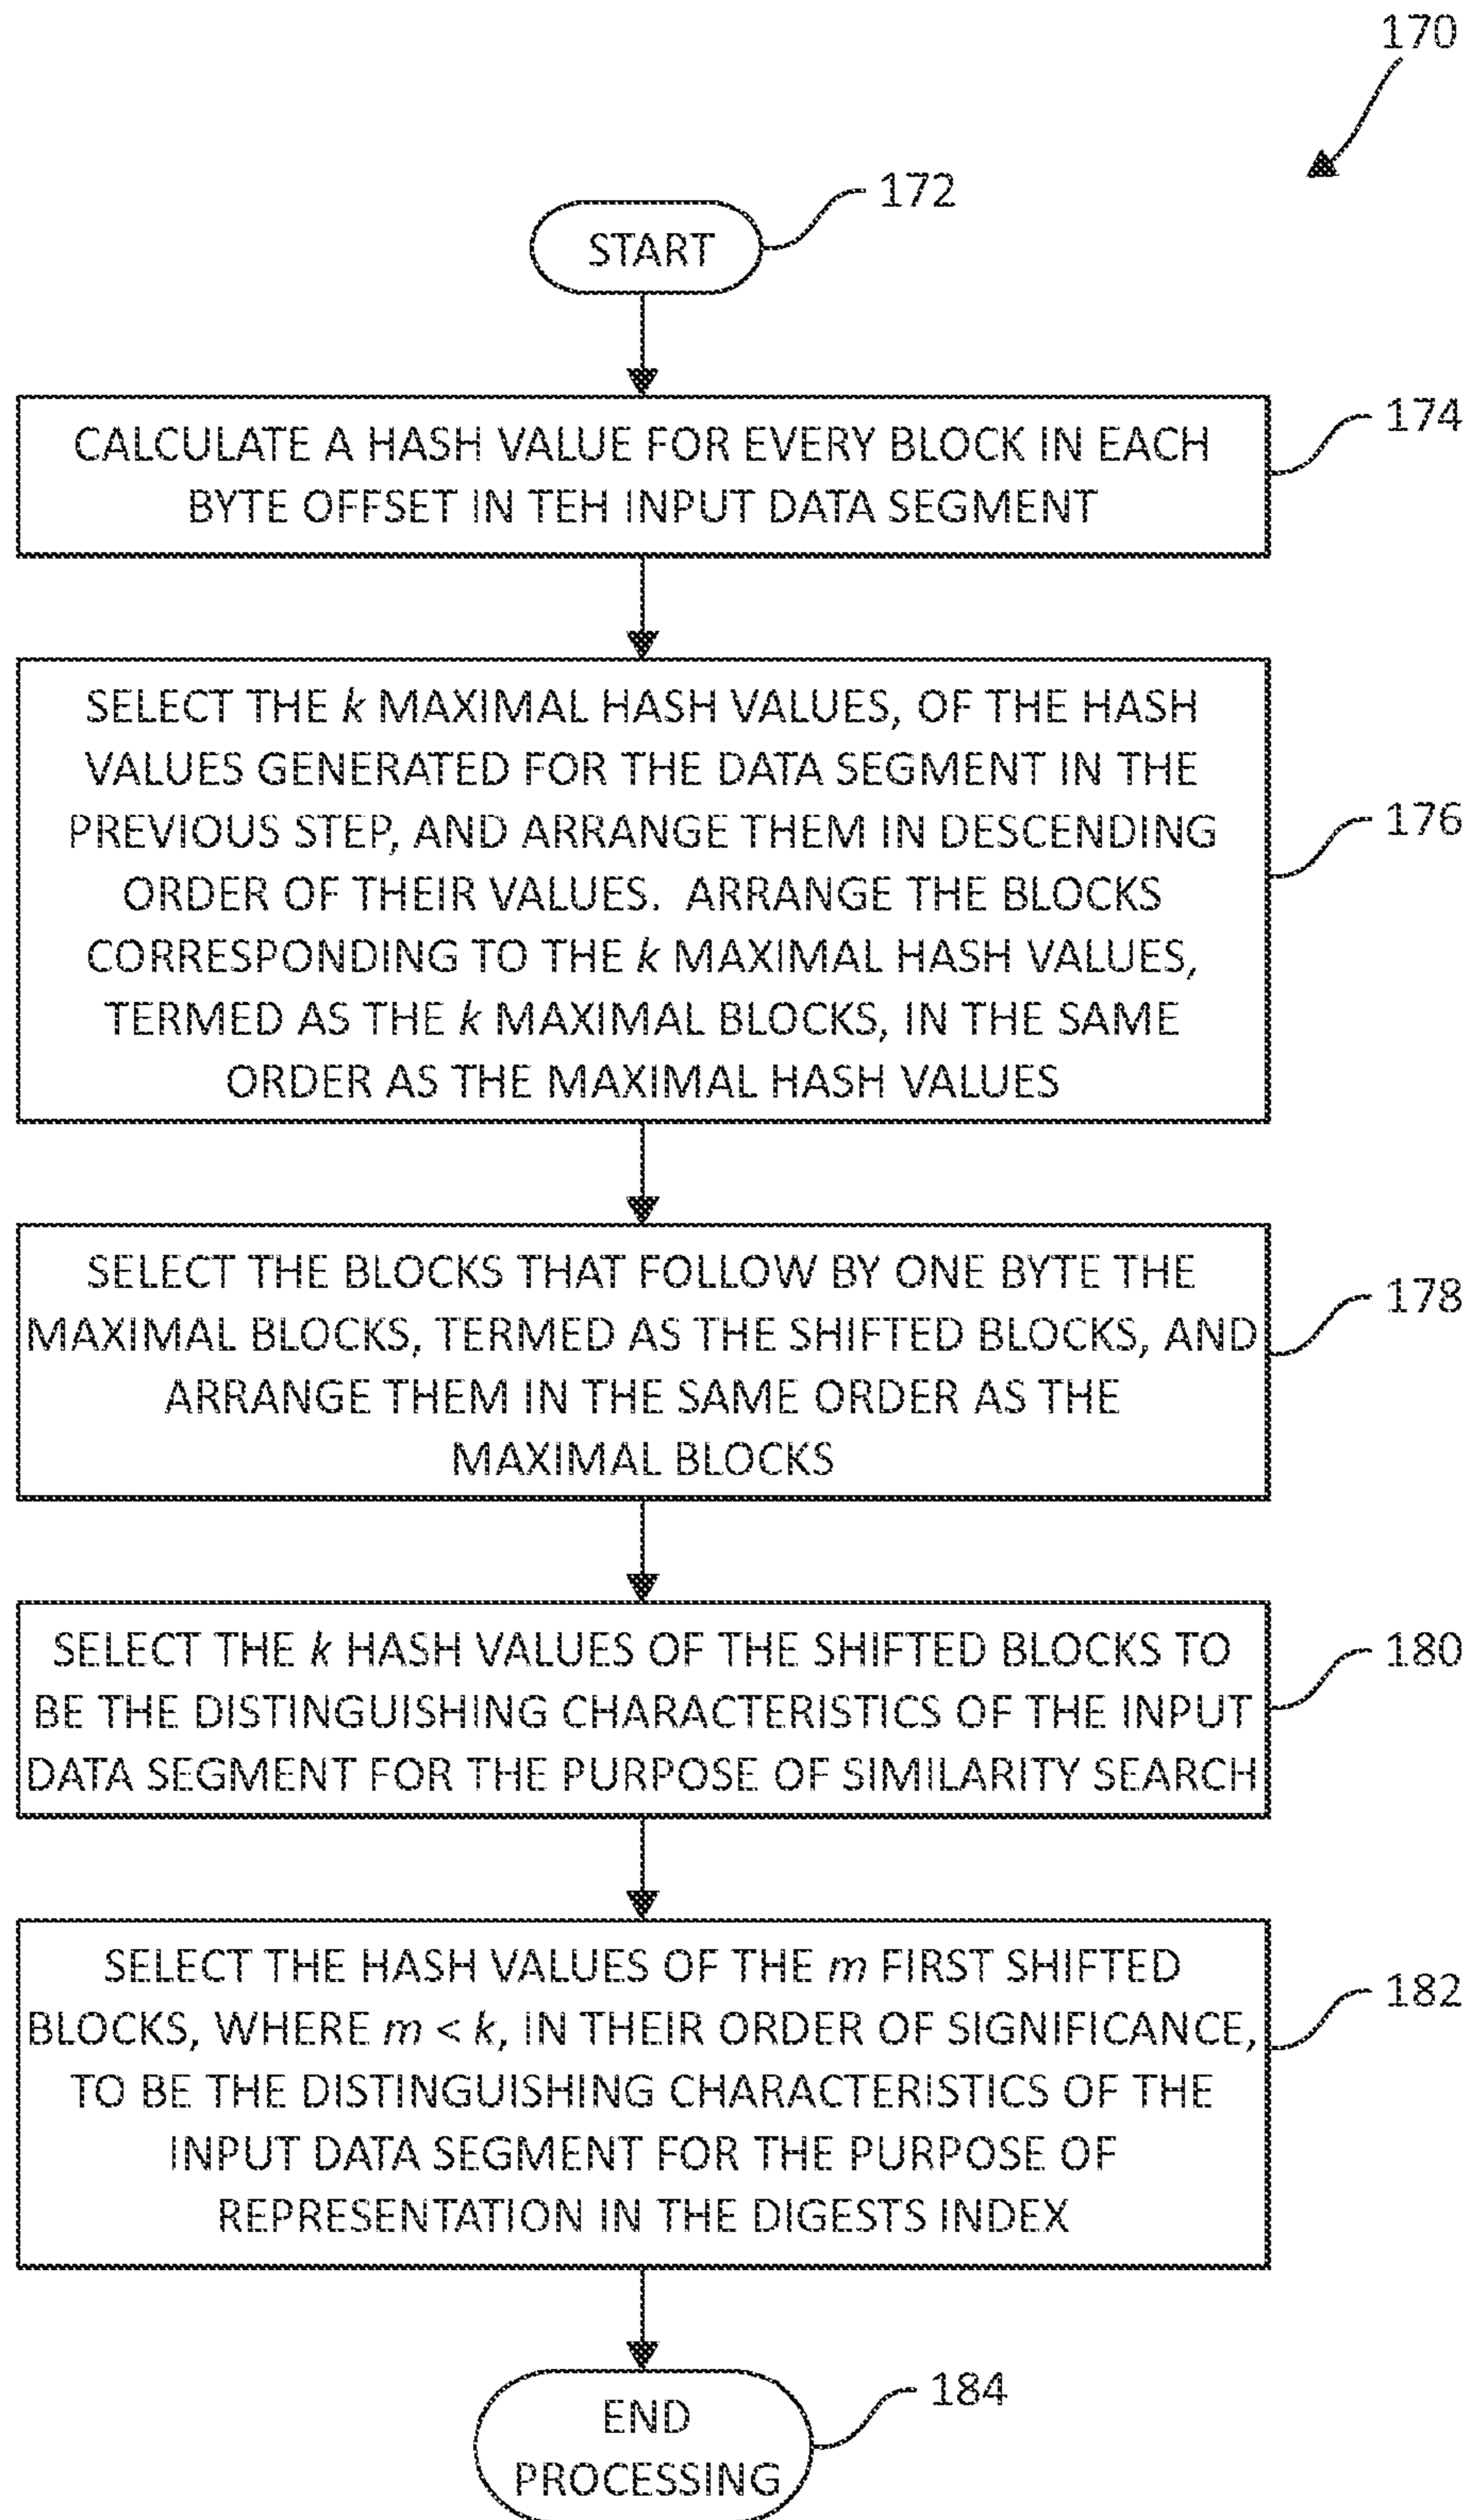 170
172
START
174
CALCULATE A HASH VALUE FOR EVERY BLOCK IN EACH
BYTE OFFSET IN TEH INPUT DATA SEGMENT
SELECT THE k MAXIMAL HASH VALUES, OF THE HASH
VALUES GENERATED FOR THE DATA SEGMENT IN THE
PREVIOUS STEP, AND ARRANGE THEM IN DESCENDING
ORDER OF THEIR VALUES. ARRANGE THE BLOCKS
CORRESPONDING TO THE k MAXIMAL HASH VALUES,
TERMED AS THE k MAXIMAL BLOCKS, IN THE SAME
ORDER AS THE MAXIMAL HASH VALUES
176
SELECT THE BLOCKS THAT FOLLOW BY ONE BYTE THE
MAXIMAL BLOCKS, TERMED AS THE SHIFTED BLOCKS, AND
ARRANGE THEM IN THE SAME ORDER AS THE
MAXIMAL BLOCKS
178
SELECT THE k HASH VALUES OF THE SHIFTED BLOCKS TO
BE THE DISTINGUISHING CHARACTERISTICS OF THE INPUT
DATA SEGMENT FOR THE PURPOSE OF SIMILARITY SEARCH
180
SELECT THE HASH VALUES OF THE m FIRST SHIFTED
BLOCKS, WHERE m < k, IN THEIR ORDER OF SIGNIFICANCE,
TO BE THE DISTINGUISHING CHARACTERISTICS OF THE
INPUT DATA SEGMENT FOR THE PURPOSE OF
REPRESENTATION IN THE DIGESTS INDEX
182
184
END
PROCESSING